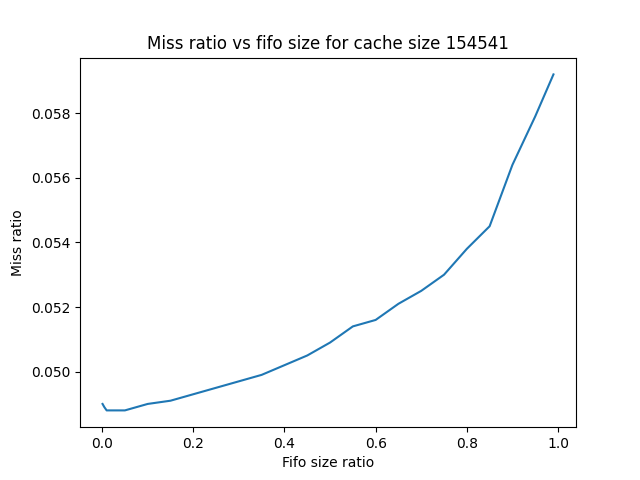 Miss ratio vs fifo size for cache size 154541
0.058
0.056
0.054
0.052
0.050
Miss ratio
0.0 0.2 0.4 0.6 0.8 1.0
Fifo size ratio